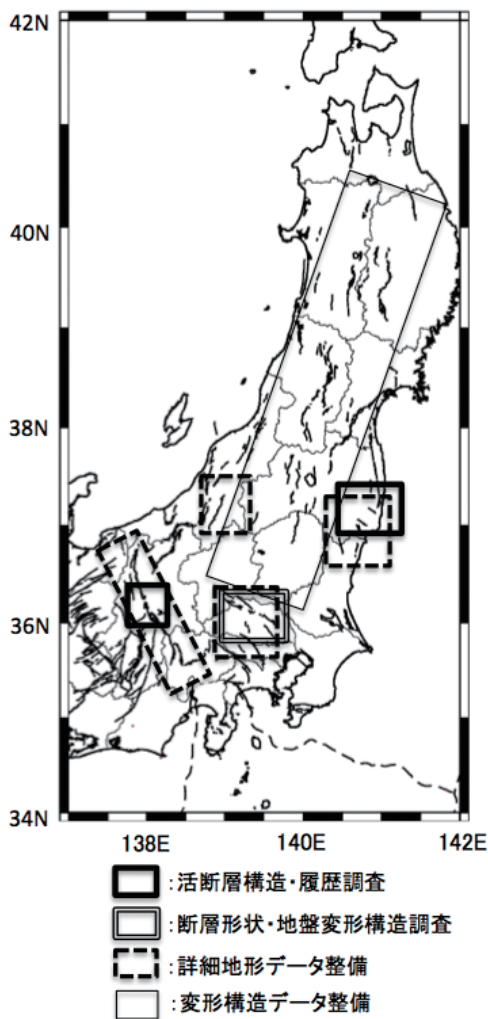 42N
40N
38N
36N
34N
138E 140E 142E
:活断層構造・履歴調査
:断層形状・地盤変形構造調査
:詳細地形データ整備
:変形構造データ整備